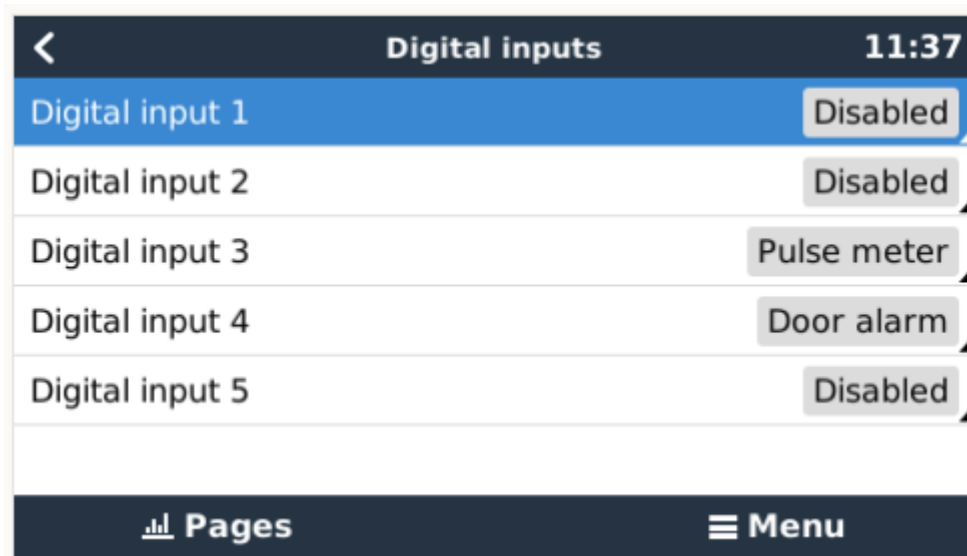 Digital inputs 11:37
Digital input 1 Disabled
Digital input 2 Disabled
Digital input 3 Pulse meter
Digital input 4 Door alarm
Digital input 5 Disabled
Pages Menu